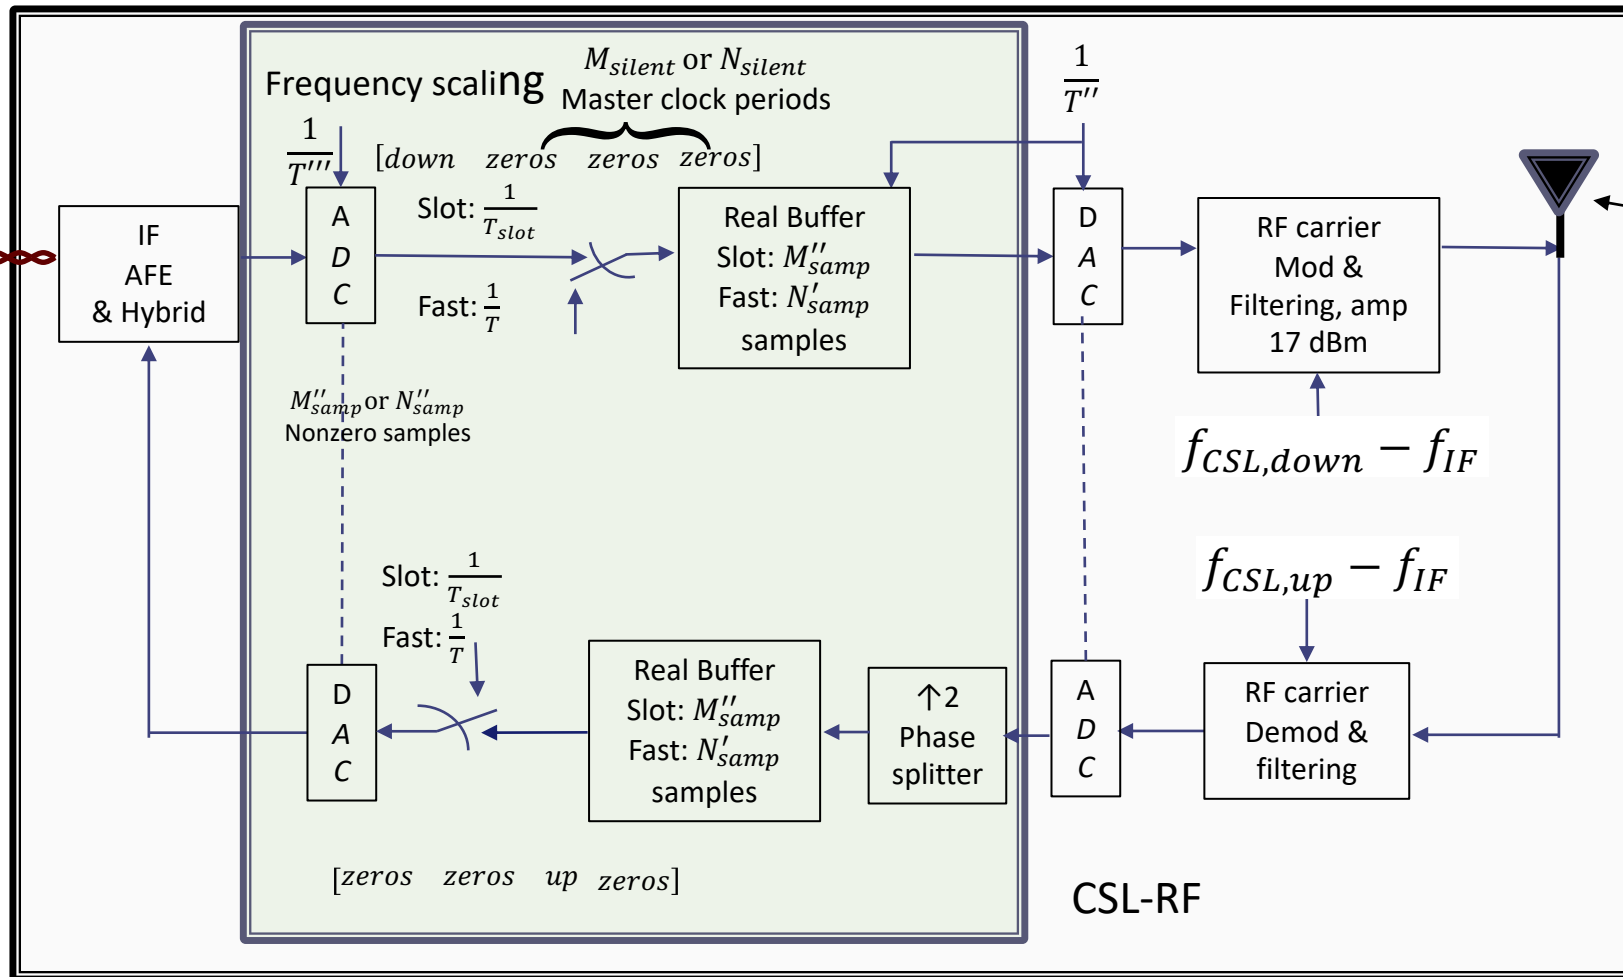 Frequency scaling
M_silent or N_silent
Master clock periods
1/T'''
[down zeros zeros zeros]
1/T''
IF
AFE
& Hybrid
A
D
C
Slot: 1/T_slot
Fast: 1/T
Real Buffer
Slot: M''_samp
Fast: N'_samp
samples
D
A
C
RF carrier
Mod &
Filtering, amp
17 dBm
M''_samp or N''_samp
Nonzero samples
f_CSL,down − f_IF
f_CSL,up − f_IF
Slot: 1/T_slot
Fast: 1/T
D
A
C
Real Buffer
Slot: M''_samp
Fast: N'_samp
samples
↑2
Phase
splitter
A
D
C
RF carrier
Demod &
filtering
[zeros zeros up zeros]
CSL-RF